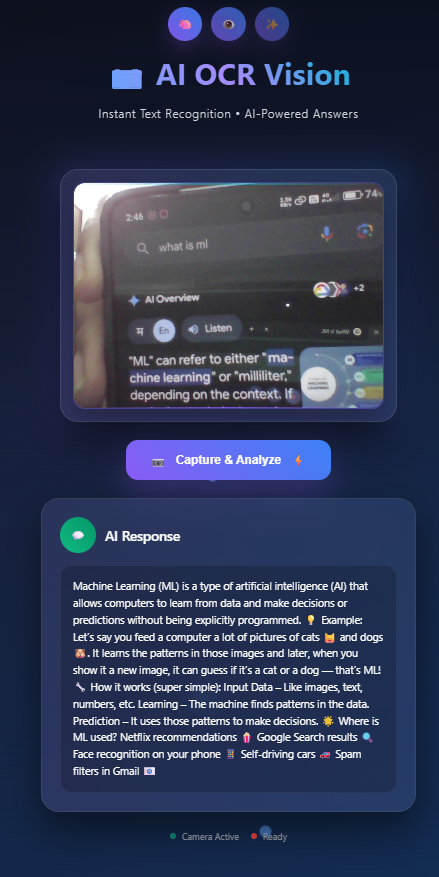 AI OCR Vision
Instant Text Recognition • AI-Powered Answers
2:46
74%
what is ml
AI Overview
+2
म En Listen
"ML" can refer to either "ma-
chine learning" or "milliliter,"
depending on the context. If
MACHINE LEARNING
Capture & Analyze
AI Response
Machine Learning (ML) is a type of artificial intelligence (AI) that
allows computers to learn from data and make decisions or
predictions without being explicitly programmed. 💡 Example:
Let's say you feed a computer a lot of pictures of cats 🐱 and dogs
🐶. It learns the patterns in those images and later, when you
show it a new image, it can guess if it's a cat or a dog — that's ML!
🔧 How it works (super simple): Input Data – Like images, text,
numbers, etc. Learning – The machine finds patterns in the data.
Prediction – It uses those patterns to make decisions. 🌟 Where is
ML used? Netflix recommendations 🍿 Google Search results 🔍
Face recognition on your phone 📱 Self-driving cars 🚗 Spam
filters in Gmail 📧
Camera Active Ready